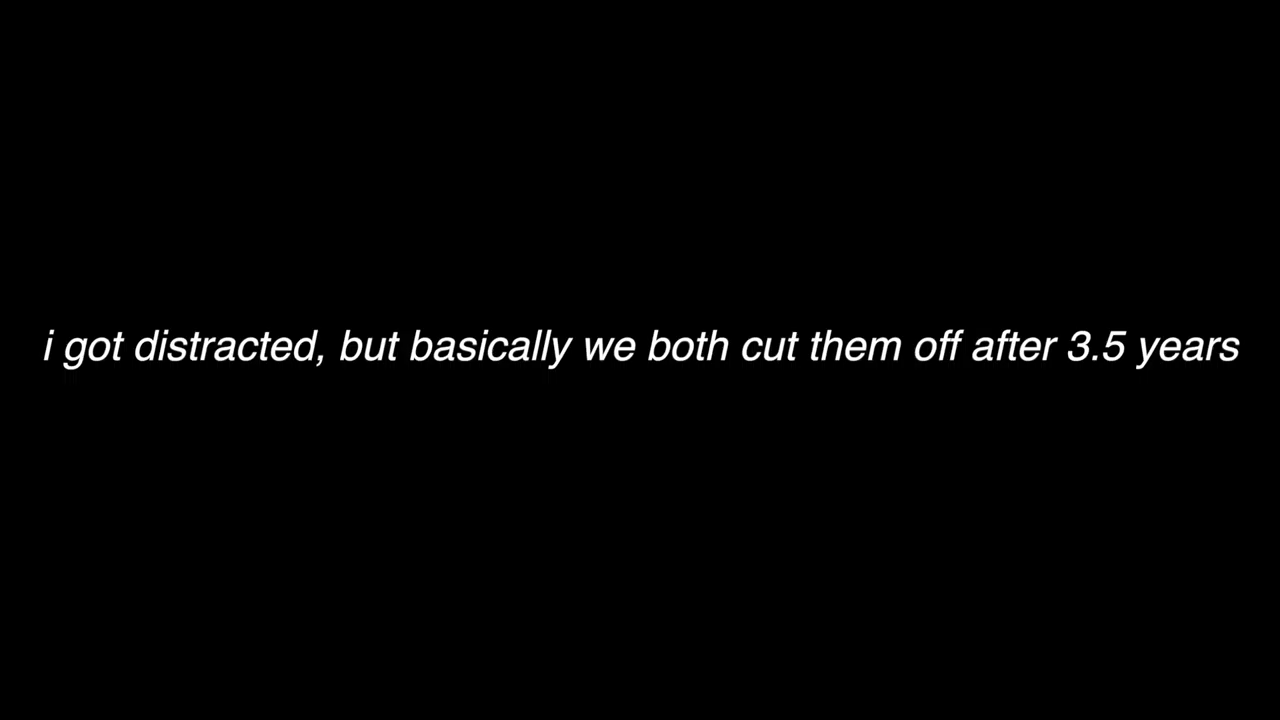 i got distracted, but basically we both cut them off after 3.5 years